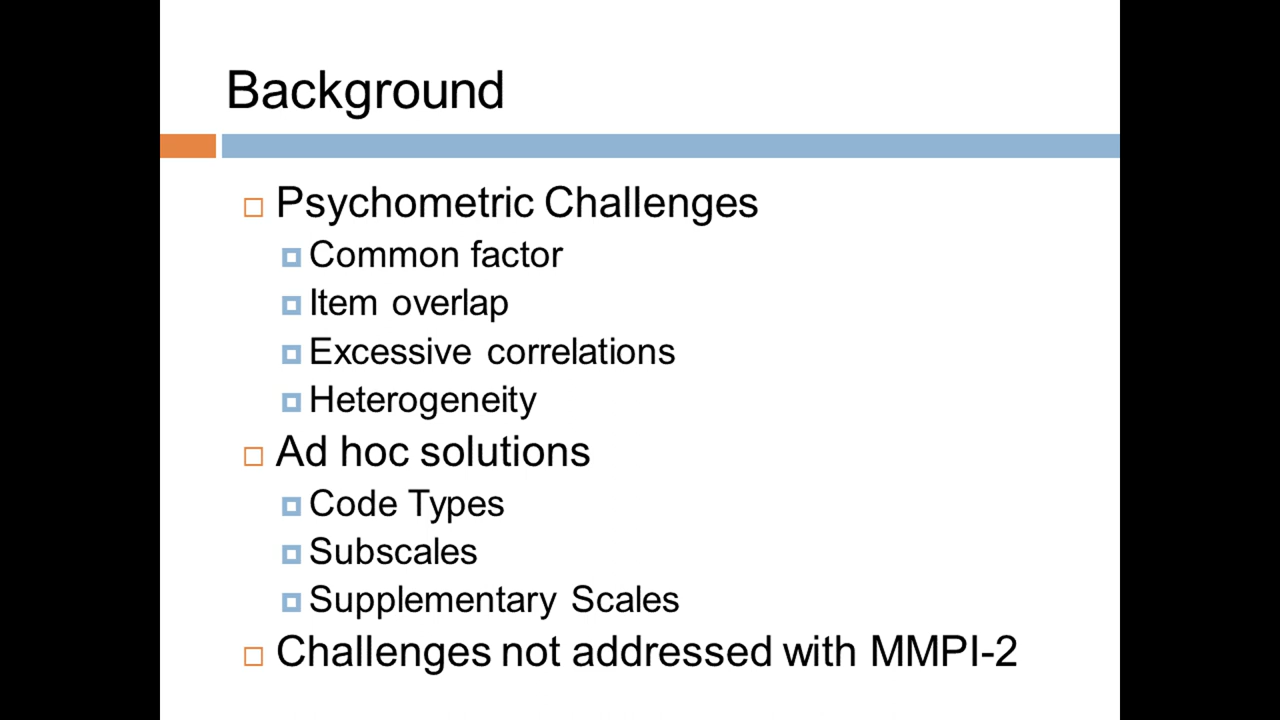 Background
Psychometric Challenges
Common factor
Item overlap
Excessive correlations
Heterogeneity
Ad hoc solutions
Code Types
Subscales
Supplementary Scales
Challenges not addressed with MMPI-2